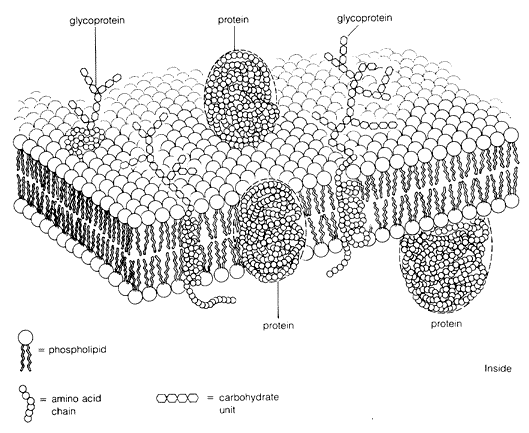 glycoprotein
protein
glycoprotein
protein
protein
= phospholipid
Inside
= amino acid
chain
= carbohydrate
unit